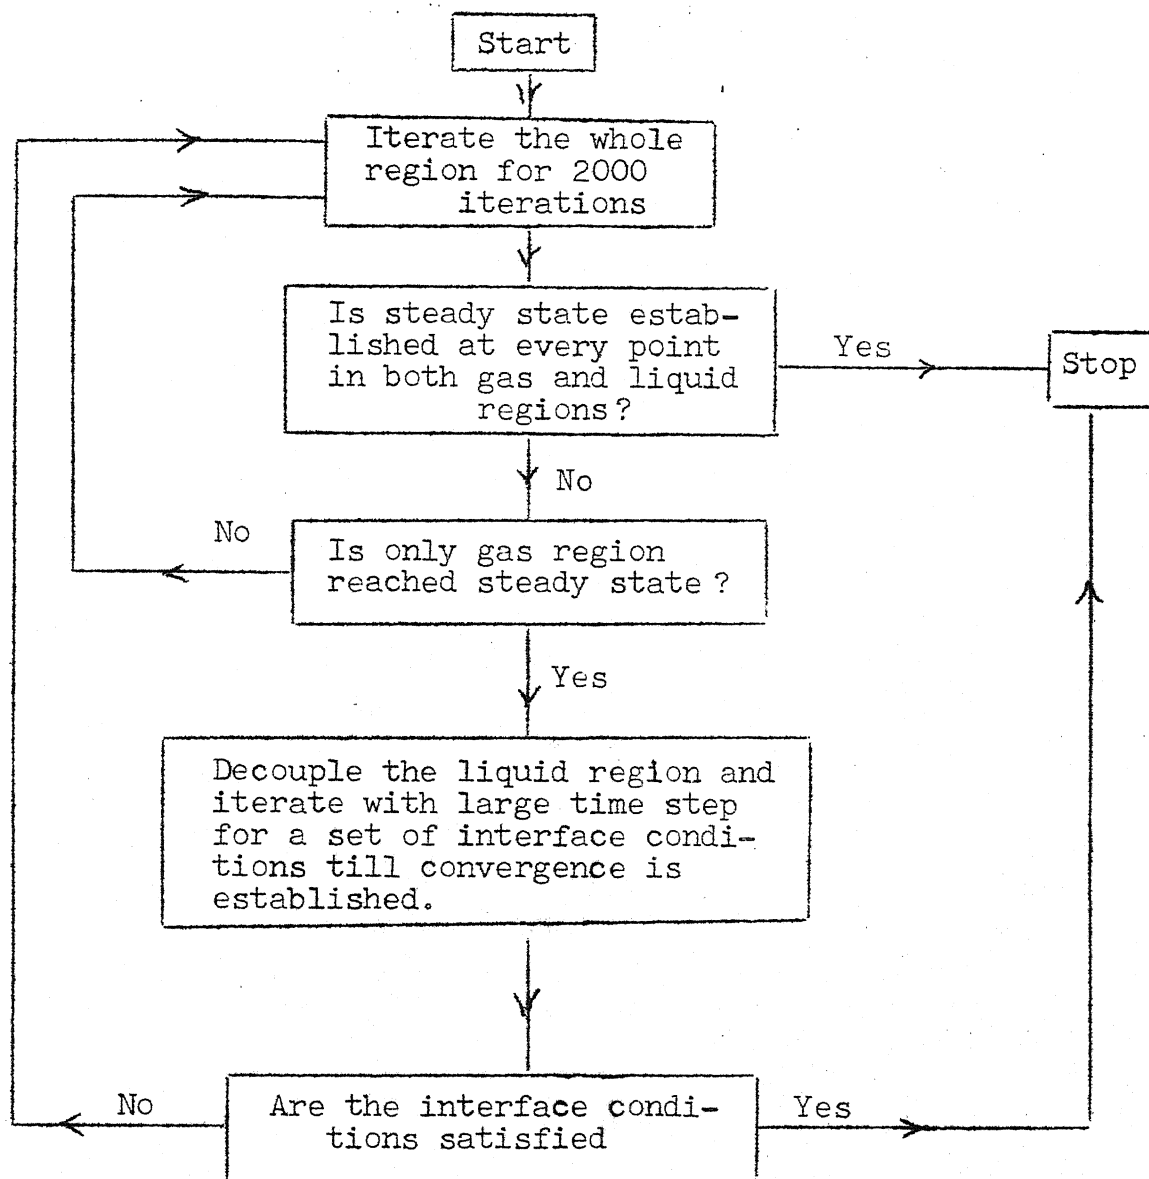 Start
Iterate the whole
region for 2000
iterations
Is steady state estab-
lished at every point
in both gas and liquid
regions?
Yes
Stop
No
No
Is only gas region
reached steady state?
Yes
Decouple the liquid region and
iterate with large time step
for a set of interface condi-
tions till convergence is
established.
No
Are the interface condi-
tions satisfied
Yes